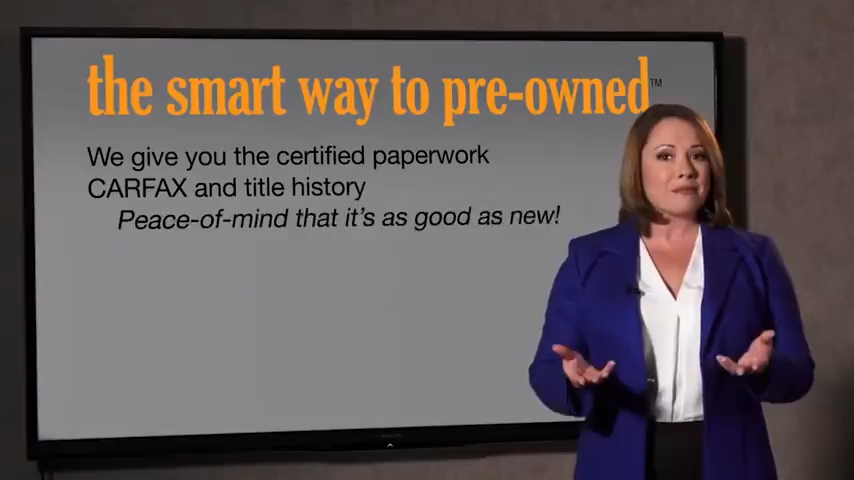 the smart way to pre-owned™
We give you the certified paperwork
CARFAX and title history
Peace-of-mind that it's as good as new!